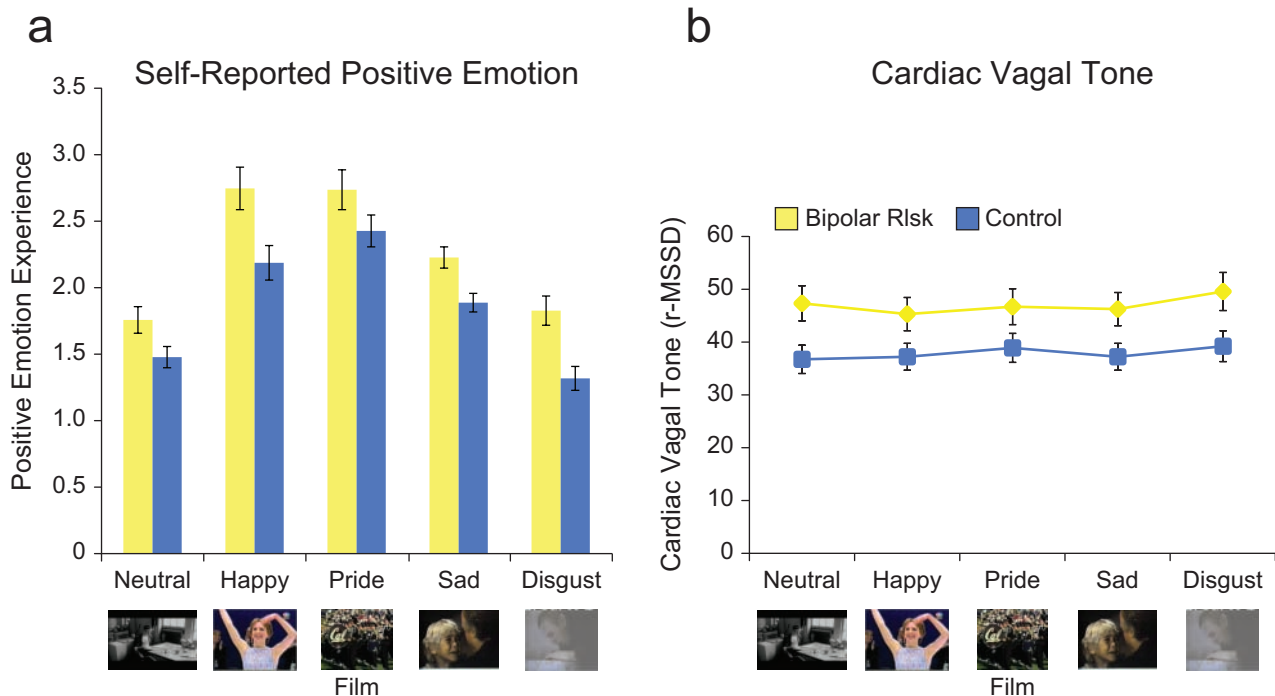 a
Self-Reported Positive Emotion
Positive Emotion Experience
3.5
3.0
2.5
2.0
1.5
1.0
0.5
0
Neutral Happy Pride Sad Disgust
Film
b
Cardiac Vagal Tone
Bipolar RIsk Control
Cardiac Vagal Tone (r-MSSD)
60
50
40
30
20
10
0
Neutral Happy Pride Sad Disgust
Film